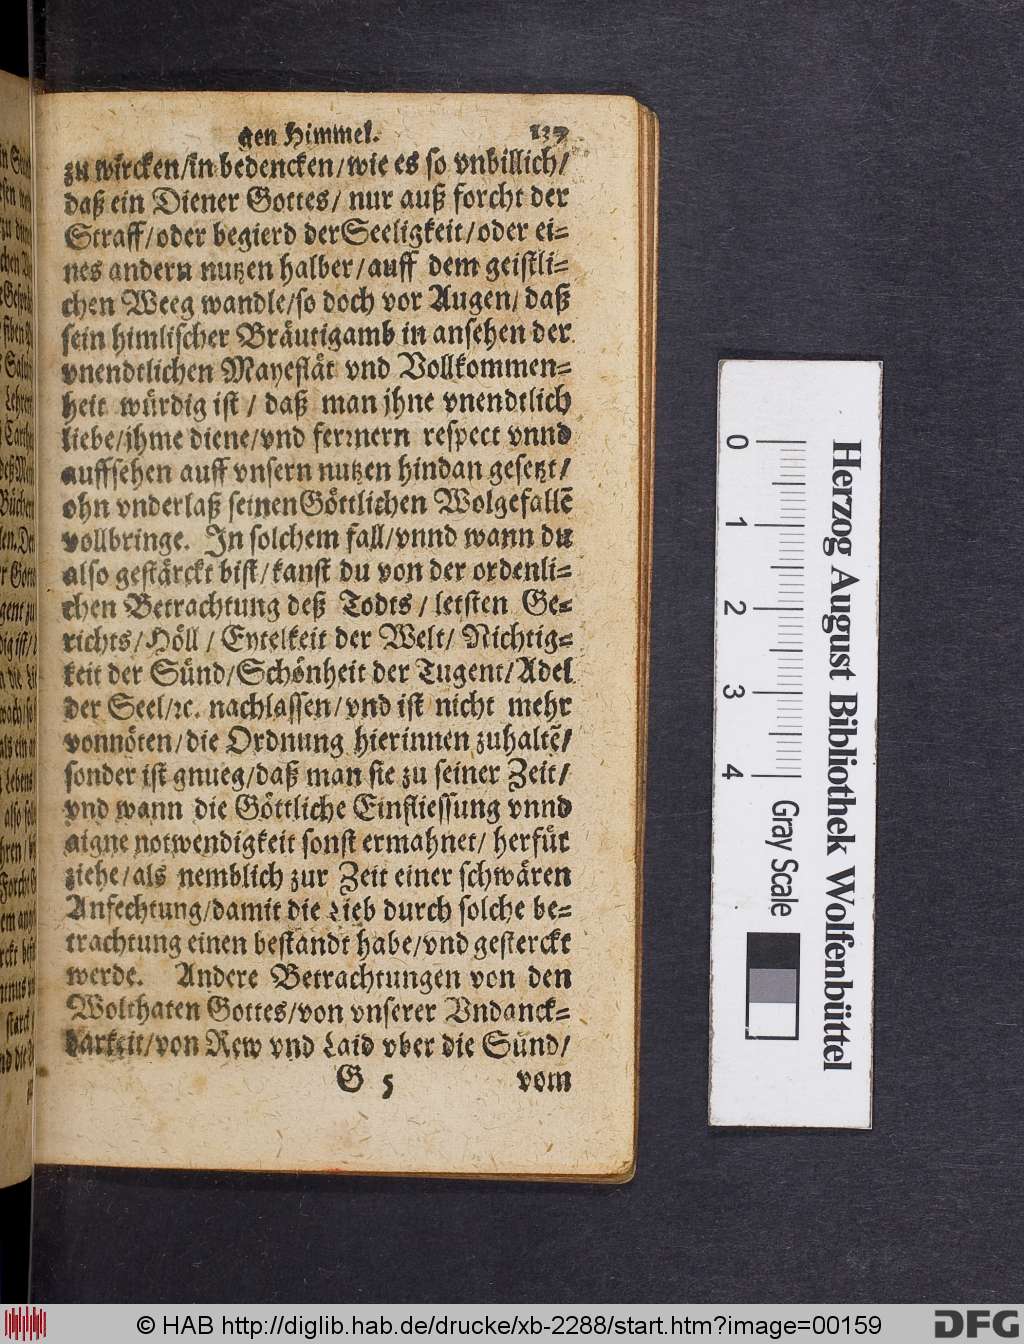 gen Himmel. 137
zu wircken/in bedencken/wie es so vnbillich/
daß ein Diener Gottes/ nur auß forcht der
Straff/oder begierd der Seeligkeit/oder ei=
nes andern nutzen halber/auff dem geistli=
chen Weeg wandle/so doch vor Augen/ daß
sein himlischer Bräutigamb in ansehen der
vnendtlichen Mayestät vnd Vollkommen=
heit würdig ist / daß man jhne vnendtlich
liebe/jhme diene/vnd fermern respect vnnd
auffsehen auff vnsern nutzen hindan gesetzt/
ohn vnderlaß seinen Göttlichen Wolgefallē
vollbringe. In solchem fall/vnnd wann du
also gestärckt bist/kanst du von der ordenli=
chen Betrachtung deß Todts / letsten Ge=
richts/Höll / Eytelkeit der Welt/ Nichtig=
keit der Sünd/Schönheit der Tugent/Adel
der Seel/ꝛc. nachlassen/vnd ist nicht mehr
vonnöten/die Ordnung hierinnen zuhaltē/
sonder ist gnueg/daß man sie zu seiner Zeit/
vnd wann die Göttliche Einfliessung vnnd
aigne notwendigkeit sonst ermahnet/ herfür
ziehe/als nemblich zur Zeit einer schwären
Anfechtung/damit die Lieb durch solche be=
trachtung einen bestandt habe/vnd gesterckt
werde. Andere Betrachtungen von den
Wolthaten Gottes/von vnserer Vndanck=
barkeit/von Rew vnd Laid vber die Sünd/
G 5 vom
0 1 2 3 4 Gray Scale
Herzog August Bibliothek Wolfenbüttel
© HAB http://diglib.hab.de/drucke/xb-2288/start.htm?image=00159
DFG